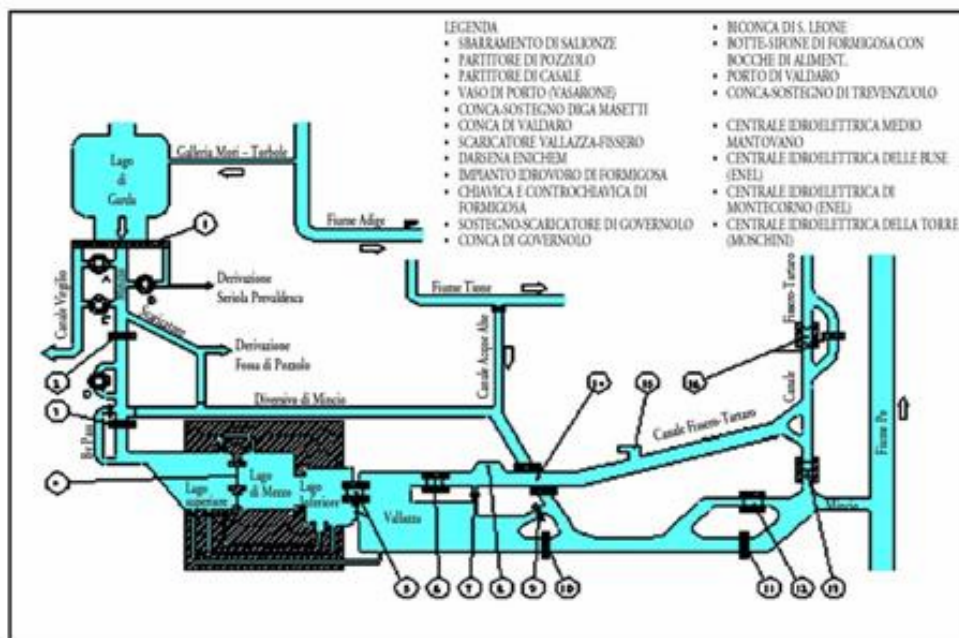 LEGENDA
• SBARRAMENTO DI SALIONZE
• PARTITORE DI POZZOLO
• PARTITORE DI CASALE
• VASO DI PORTO (VASARONE)
• CONCA-SOSTEGNO DIGA MASETTI
• CONCA DI VALDARO
• SCARICATORE VALLAZZA-FISSERO
• DARSENA ENICHEM
• IMPIANTO IDROVORO DI FORMIGOSA
• CHIAVICA E CONTROCHIAVICA DI
FORMIGOSA
• SOSTEGNO-SCARICATORE DI GOVERNOLO
• CONCA DI GOVERNOLO
• BICONCA DI S. LEONE
• BOTTE-SIFONE DI FORMIGOSA CON
BOCCHE DI ALIMENT.
• PORTO DI VALDARO
• CONCA-SOSTEGNO DI TREVENZUOLO
• CENTRALE IDROELETTRICA MEDIO
MANTOVANO
• CENTRALE IDROELETTRICA DELLE BUSE
(ENEL)
• CENTRALE IDROELETTRICA DI
MONTECORNO (ENEL)
• CENTRALE IDROELETTRICA DELLA TORRE
(MOSCHINI)
Lago
di
Garda
Galleria Mori - Torbole
Fiume Adige
1
Canale Virgilio
Mincio
Derivazione
Seriola Prevaldesca
Fiume Tione
Scaricatore
Derivazione
Fossa di Pozzolo
Canale Acque Alte
Fissero-Tartaro
Canale
Fiume Po
2
15
16
3
Diversivo di Mincio
Canale Fissero-Tartaro
Lago
superiore
Lago
di Mezzo
Lago
Inferiore
Vallazza
Mincio
5
6
7
8
9
10
11
12
13